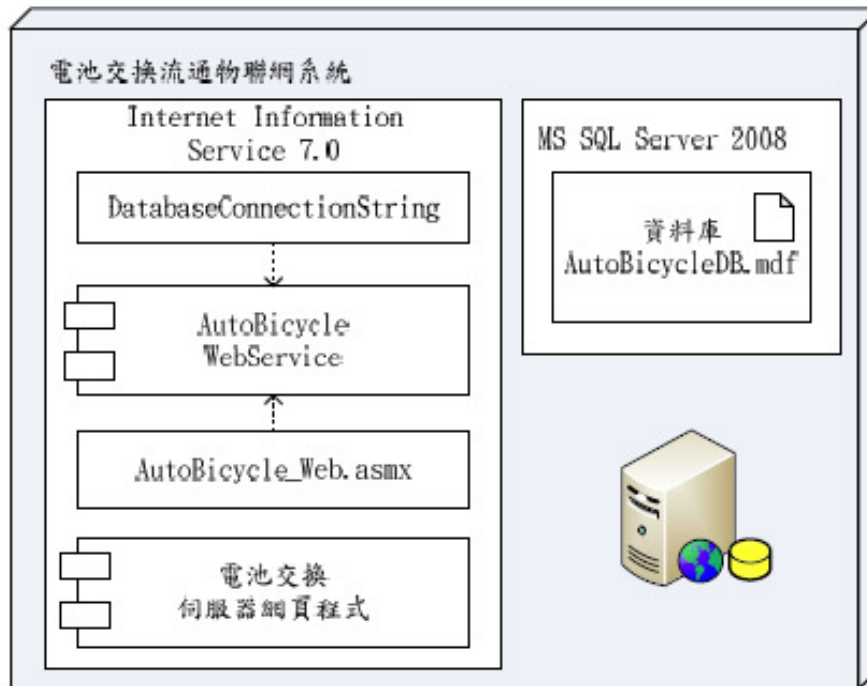 電池交換流通物聯網系統
Internet Information
Service 7.0
DatabaseConnectionString
AutoBicycle
WebService
AutoBicycle_Web.asmx
電池交換
伺服器網頁程式
MS SQL Server 2008
資料庫
AutoBicycleDB.mdf